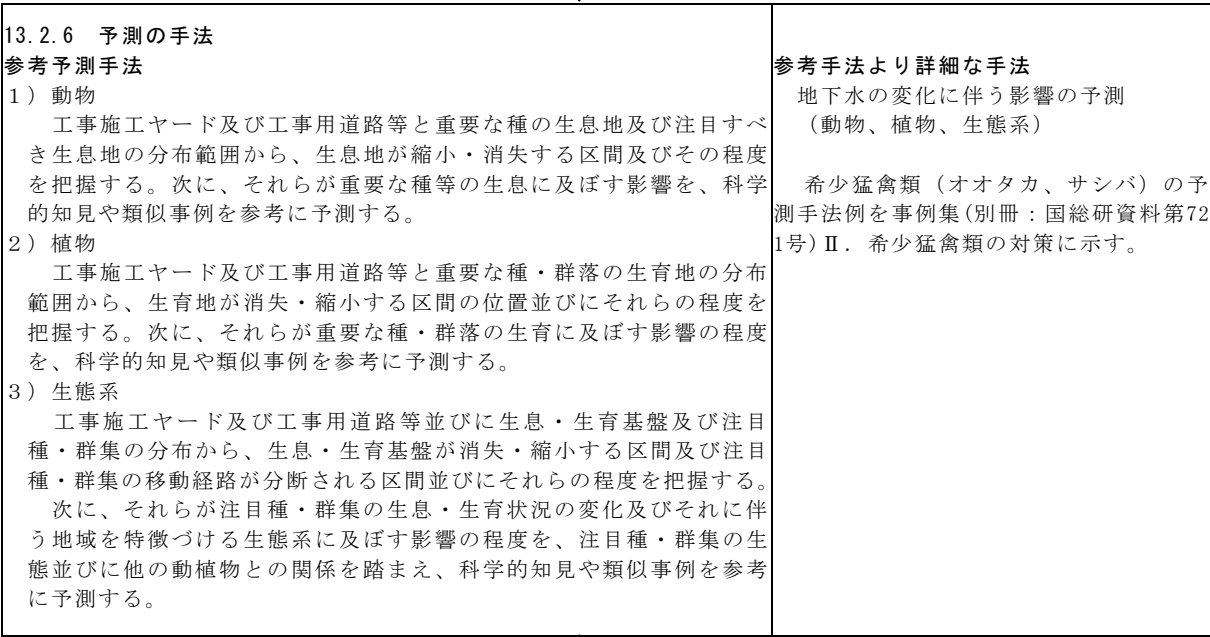 13.2.6 予測の手法
参考予測手法
1) 動物
工事施工ヤード及び工事用道路等と重要な種の生息地及び注目すべ
き生息地の分布範囲から、生息地が縮小・消失する区間及びその程度
を把握する。次に、それらが重要な種等の生息に及ぼす影響を、科学
的知見や類似事例を参考に予測する。
2) 植物
工事施工ヤード及び工事用道路等と重要な種・群落の生育地の分布
範囲から、生育地が消失・縮小する区間の位置並びにそれらの程度を
把握する。次に、それらが重要な種・群落の生育に及ぼす影響の程度
を、科学的知見や類似事例を参考に予測する。
3) 生態系
工事施工ヤード及び工事用道路等並びに生息・生育基盤及び注目
種・群集の分布から、生息・生育基盤が消失・縮小する区間及び注目
種・群集の移動経路が分断される区間並びにそれらの程度を把握する。
次に、それらが注目種・群集の生息・生育状況の変化及びそれに伴
う地域を特徴づける生態系に及ぼす影響の程度を、注目種・群集の生
態並びに他の動植物との関係を踏まえ、科学的知見や類似事例を参考
に予測する。
参考手法より詳細な手法
地下水の変化に伴う影響の予測
(動物、植物、生態系)
希少猛禽類(オオタカ、サシバ)の予
測手法例を事例集(別冊:国総研資料第72
1号)Ⅱ.希少猛禽類の対策に示す。